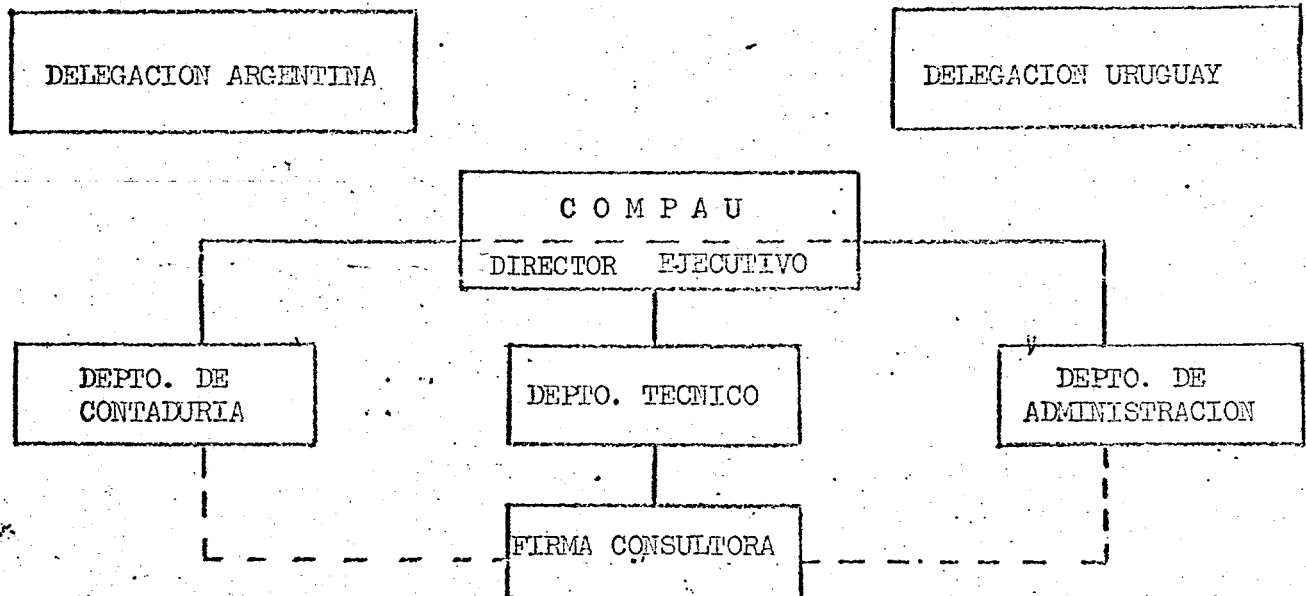 DELEGACION ARGENTINA
DELEGACION URUGUAY
C O M P A U
DIRECTOR EJECUTIVO
DEPTO. DE
CONTADURIA
DEPTO. TECNICO
DEPTO. DE
ADMINISTRACION
FIRMA CONSULTORA